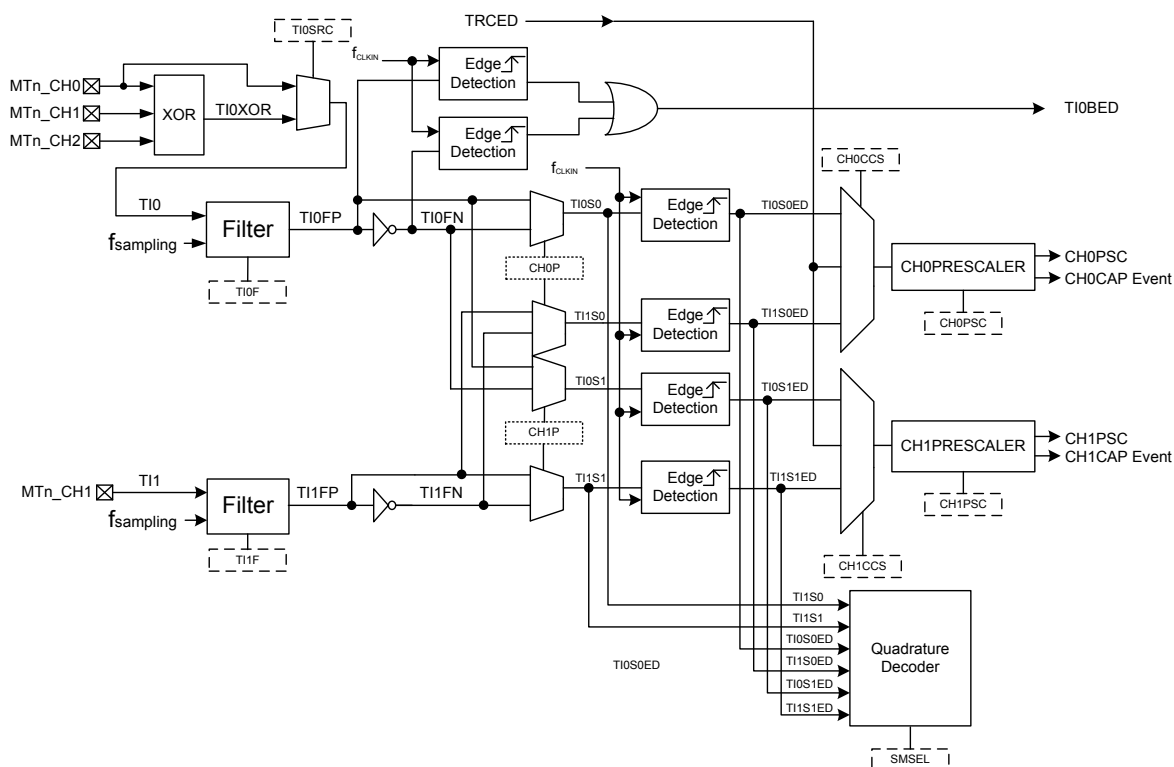 TRCED
TI0SRC
fCLKIN
Edge
Detection
MTn_CH0
XOR
TI0XOR
MTn_CH1
MTn_CH2
TI0BED
Edge
Detection
CH0CCS
fCLKIN
TI0
Filter
TI0FP
TI0FN
TI0S0
Edge
Detection
TI0S0ED
fsampling
CH0PRESCALER
CH0PSC
CH0CAP Event
TI0F
CH0P
CH0PSC
TI1S0
Edge
Detection
TI1S0ED
TI0S1
Edge
Detection
TI0S1ED
CH1P
CH1PRESCALER
CH1PSC
CH1CAP Event
MTn_CH1
TI1
Filter
TI1FP
TI1FN
TI1S1
Edge
Detection
TI1S1ED
fsampling
CH1PSC
TI1F
CH1CCS
TI1S0
TI1S1
TI0S0ED
TI0S0ED
TI1S0ED
TI0S1ED
TI1S1ED
Quadrature
Decoder
SMSEL